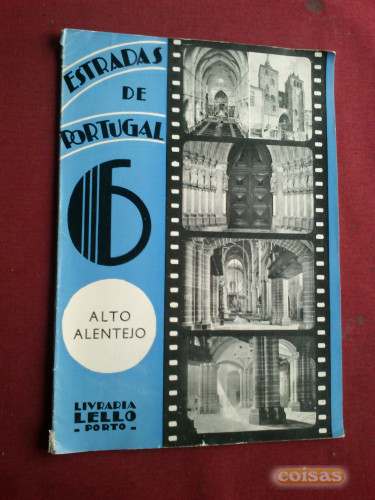 ESTRADAS
DE
PORTUGAL
6
ALTO
ALENTEJO
LIVRARIA
LELLO
- PORTO -
coisas